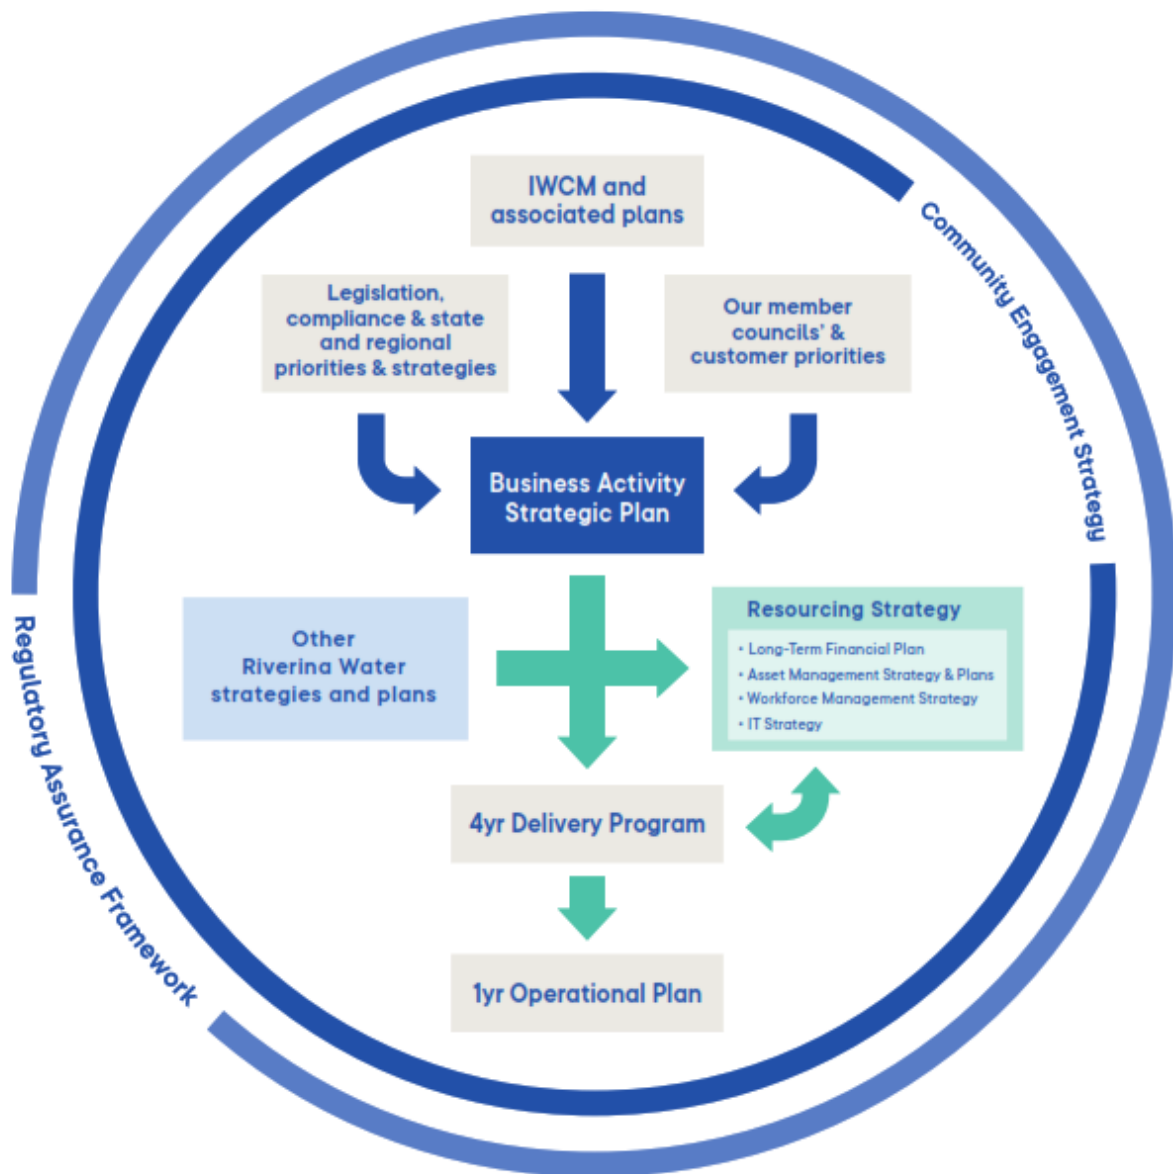 IWCM and
associated plans
Legislation,
compliance & state
and regional
priorities & strategies
Our member
councils' &
customer priorities
Community Engagement Strategy
Business Activity
Strategic Plan
Other
Riverina Water
strategies and plans
Resourcing Strategy
• Long-Term Financial Plan
• Asset Management Strategy & Plans
• Workforce Management Strategy
• IT Strategy
Regulatory Assurance Framework
4yr Delivery Program
1yr Operational Plan